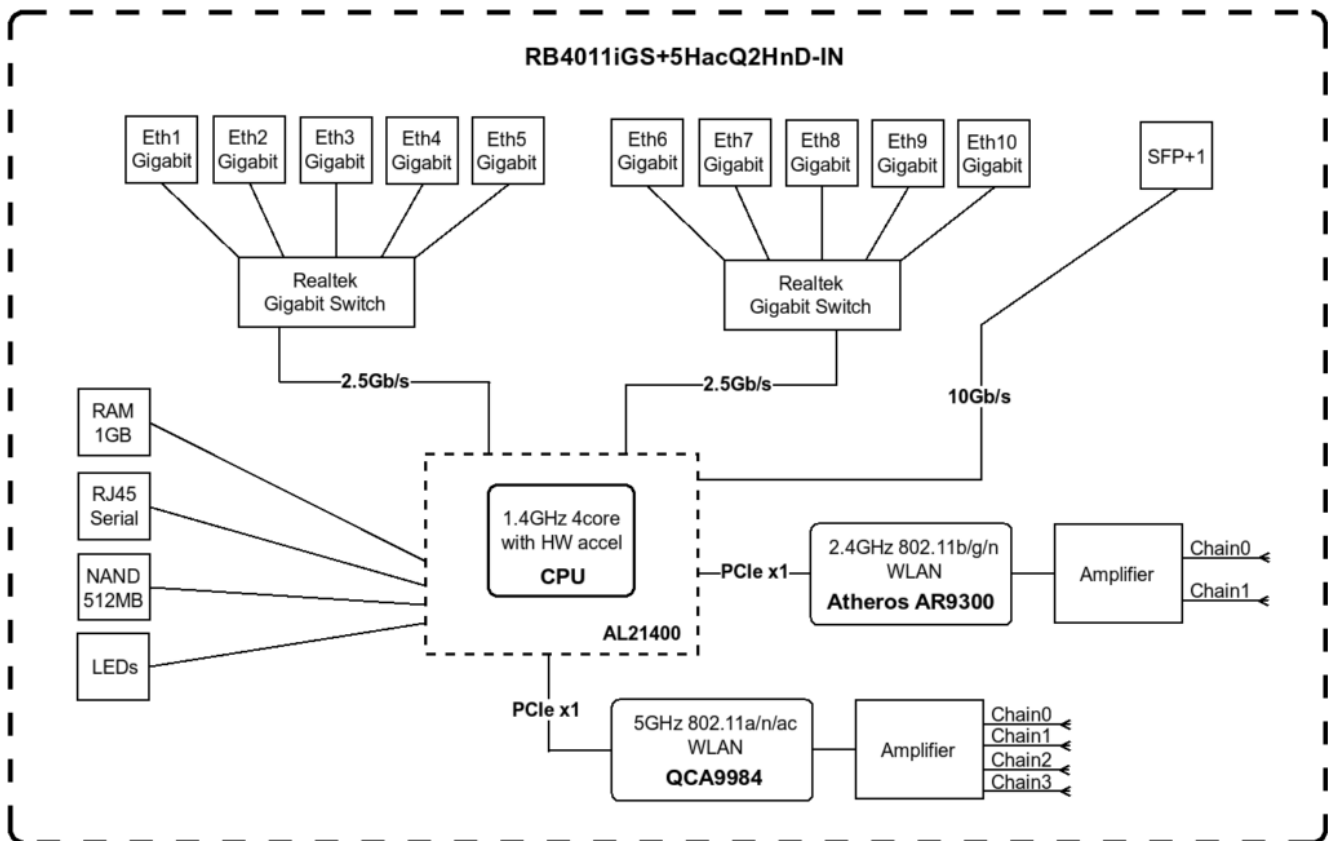 RB4011iGS+5HacQ2HnD-IN
Eth1
Gigabit
Eth2
Gigabit
Eth3
Gigabit
Eth4
Gigabit
Eth5
Gigabit
Eth6
Gigabit
Eth7
Gigabit
Eth8
Gigabit
Eth9
Gigabit
Eth10
Gigabit
SFP+1
Realtek
Gigabit Switch
Realtek
Gigabit Switch
2.5Gb/s
2.5Gb/s
10Gb/s
RAM
1GB
RJ45
Serial
NAND
512MB
LEDs
1.4GHz 4core
with HW accel
CPU
AL21400
PCIe x1
2.4GHz 802.11b/g/n
WLAN
Atheros AR9300
Amplifier
Chain0
Chain1
PCIe x1
5GHz 802.11a/n/ac
WLAN
QCA9984
Amplifier
Chain0
Chain1
Chain2
Chain3